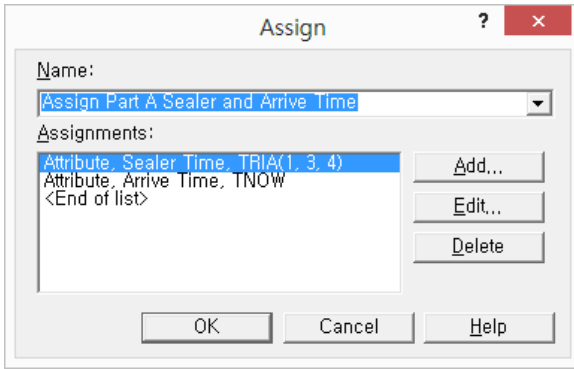 Assign
?
×
Name:
Assign Part A Sealer and Arrive Time
Assignments:
Attribute, Sealer Time, TRIA(1, 3, 4)
Attribute, Arrive Time, TNOW
<End of list>
Add...
Edit...
Delete
OK
Cancel
Help